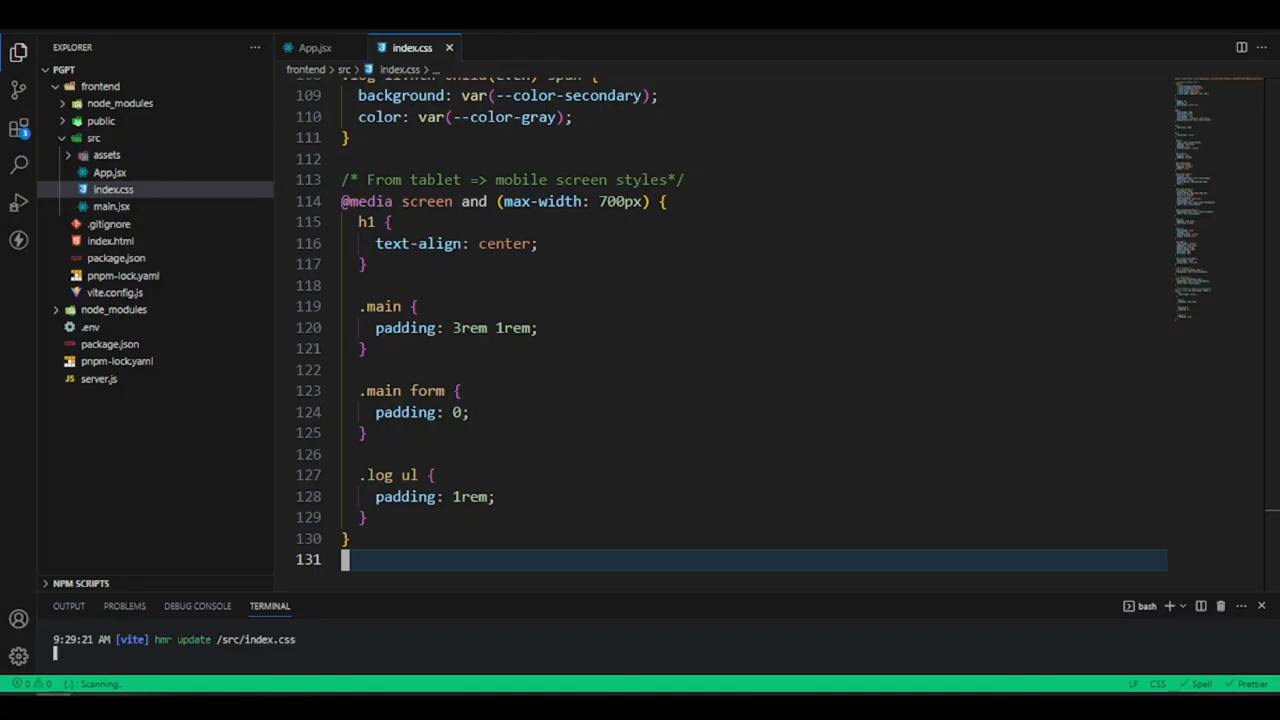 EXPLORER
PGPT
frontend
node_modules
public
src
assets
App.jsx
index.css
main.jsx
.gitignore
index.html
package.json
pnpm-lock.yaml
vite.config.js
node_modules
.env
package.json
pnpm-lock.yaml
server.js
NPM SCRIPTS
3
App.jsx
index.css
frontend > src > index.css > ...
109 background: var(--color-secondary);
110 color: var(--color-gray);
111 }
112
113 /* From tablet => mobile screen styles*/
114 @media screen and (max-width: 700px) {
115 h1 {
116 text-align: center;
117 }
118
119 .main {
120 padding: 3rem 1rem;
121 }
122
123 .main form {
124 padding: 0;
125 }
126
127 .log ul {
128 padding: 1rem;
129 }
130 }
131
OUTPUT PROBLEMS DEBUG CONSOLE TERMINAL
bash
9:29:21 AM [vite] hmr update /src/index.css
0 0 {..} : Scanning.. LF CSS Spell Prettier